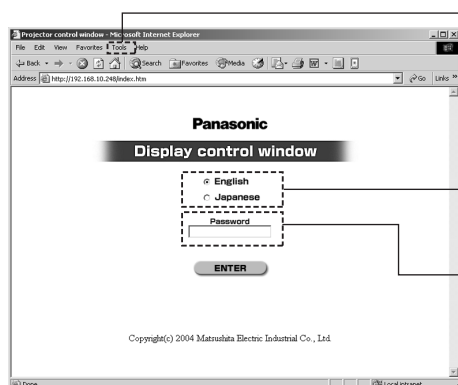 Projector control window - Microsoft Internet Explorer
File Edit View Favorites Tools Help
Back Search Favorites Media
Address http://192.168.10.248/index.htm Go Links »
Panasonic
Display control window
English
Japanese
Password
ENTER
Copyright(c) 2004 Matsushita Electric Industrial Co., Ltd
Done Local intranet